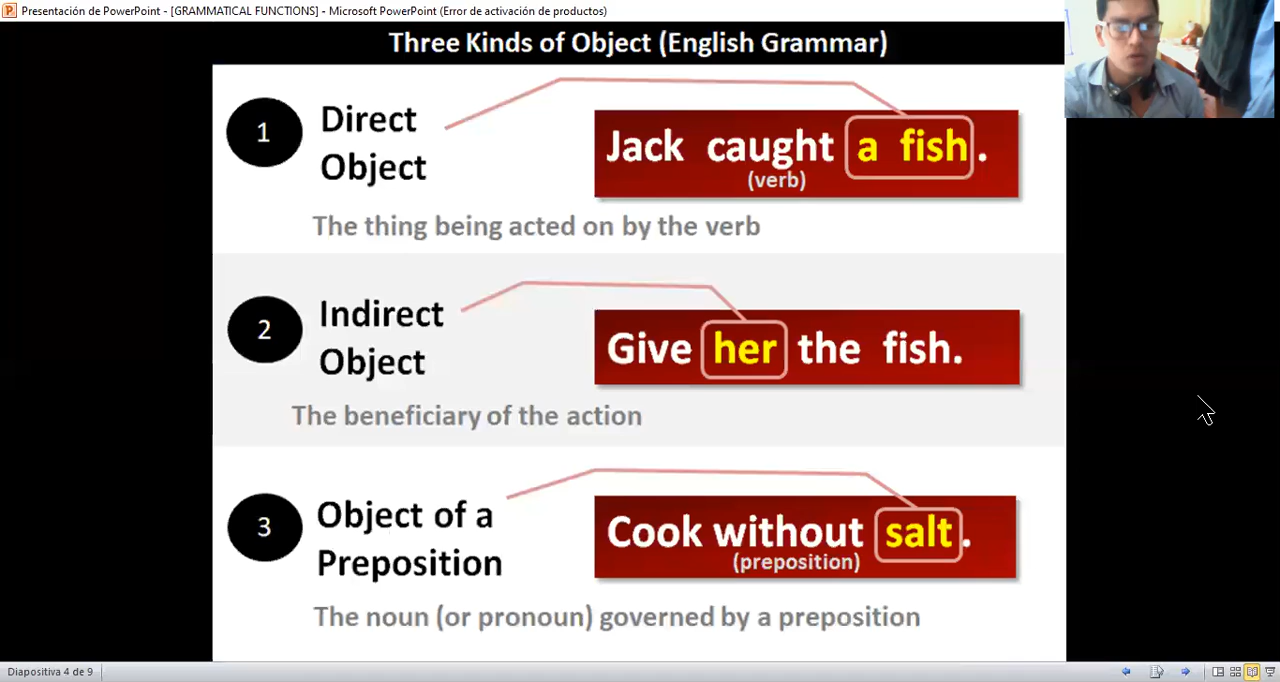 Presentación de PowerPoint - [GRAMMATICAL FUNCTIONS] - Microsoft PowerPoint (Error de activación de productos)
Three Kinds of Object (English Grammar)
1
Direct
Object
Jack caught a fish.
(verb)
The thing being acted on by the verb
2
Indirect
Object
Give her the fish.
The beneficiary of the action
3
Object of a
Preposition
Cook without salt.
(preposition)
The noun (or pronoun) governed by a preposition
Diapositiva 4 de 9